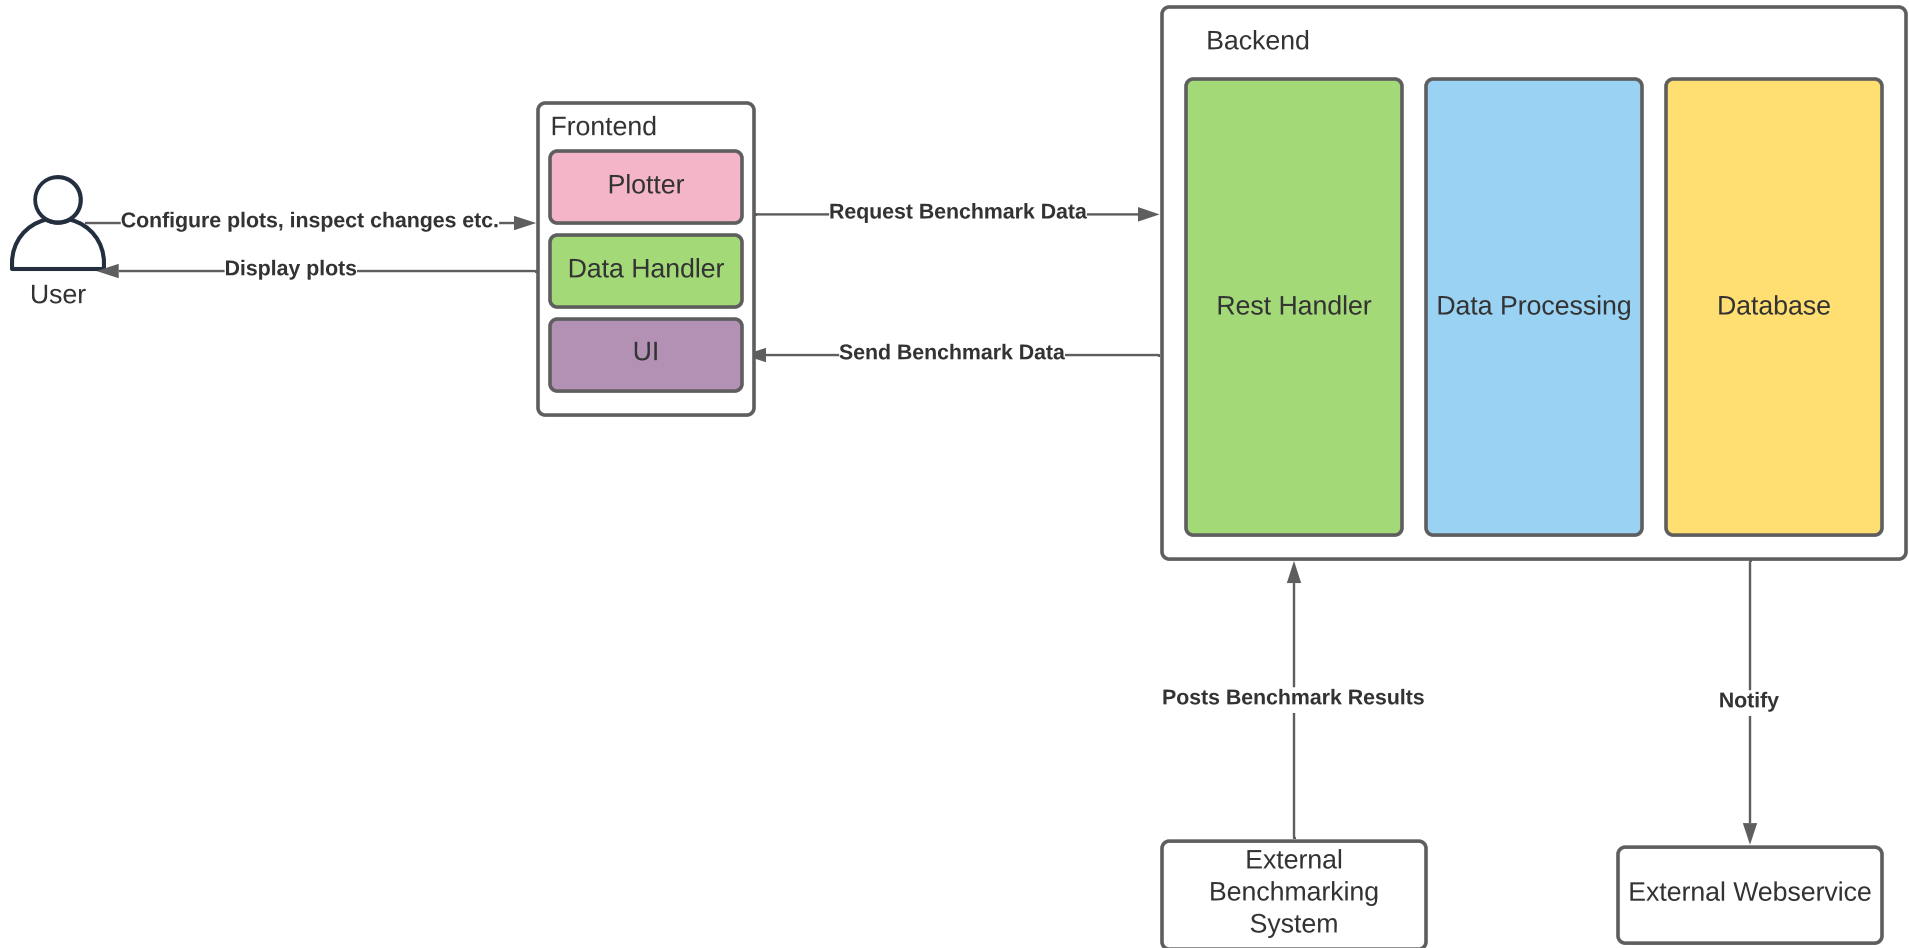 Backend
Frontend
Plotter
Configure plots, inspect changes etc.
Request Benchmark Data
Display plots
Data Handler
User
Rest Handler
Data Processing
Database
UI
Send Benchmark Data
Posts Benchmark Results
Notify
External
Benchmarking
System
External Webservice